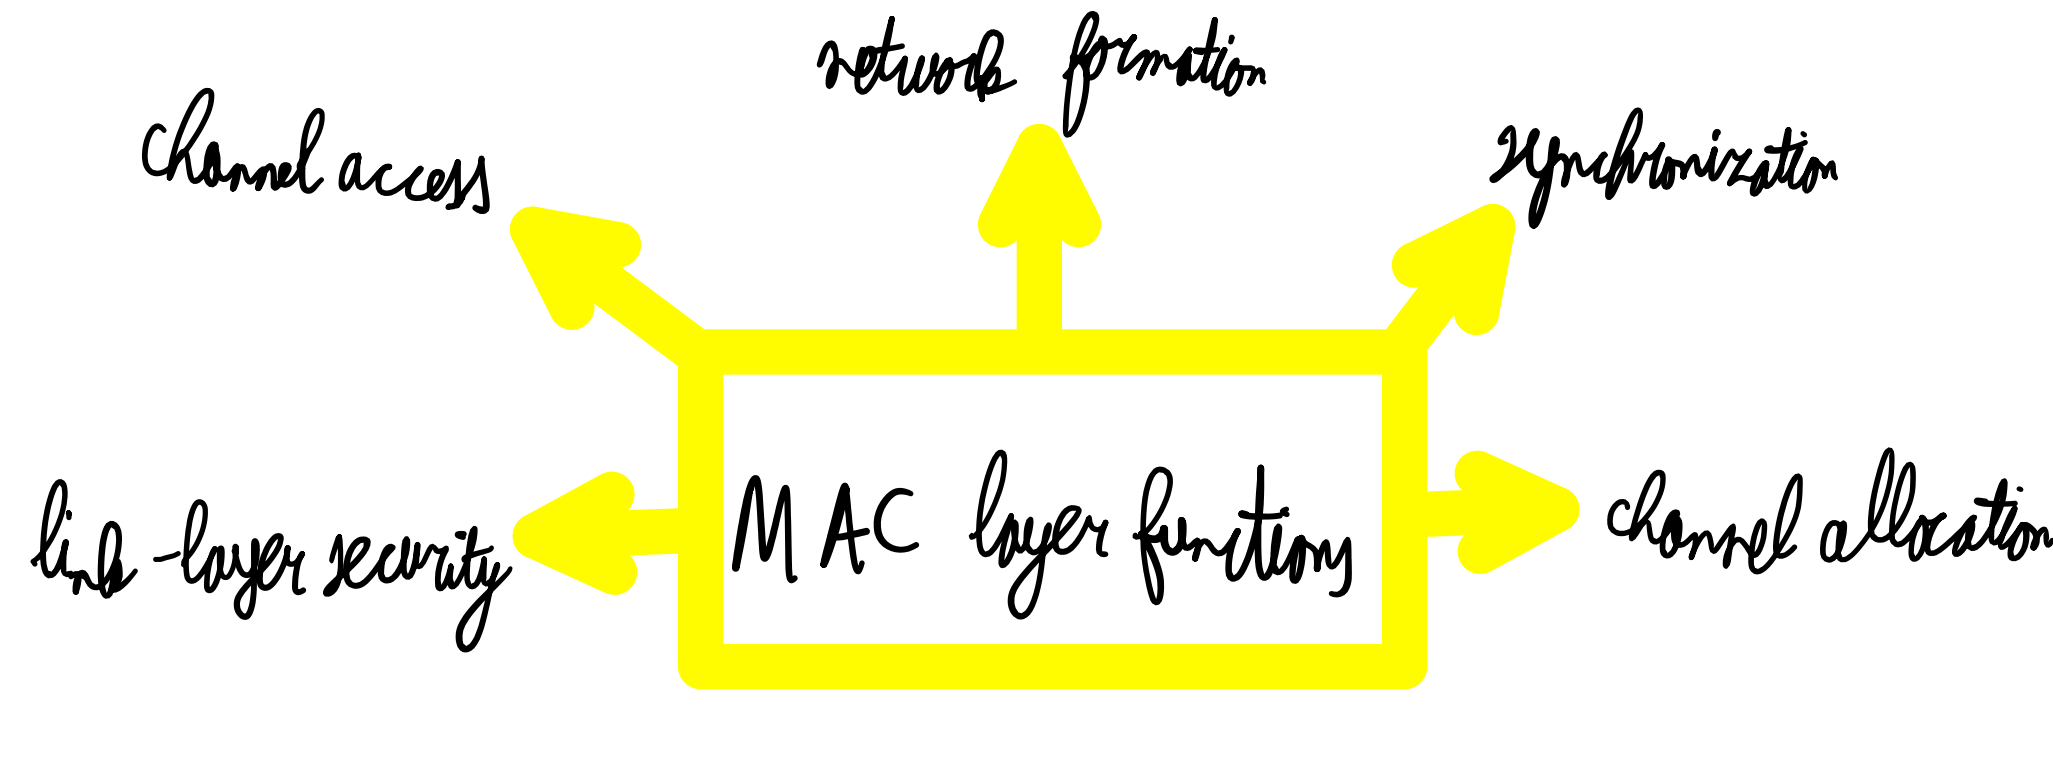 network formation
channel access
synchronization
link-layer security
MAC layer functions
channel allocation